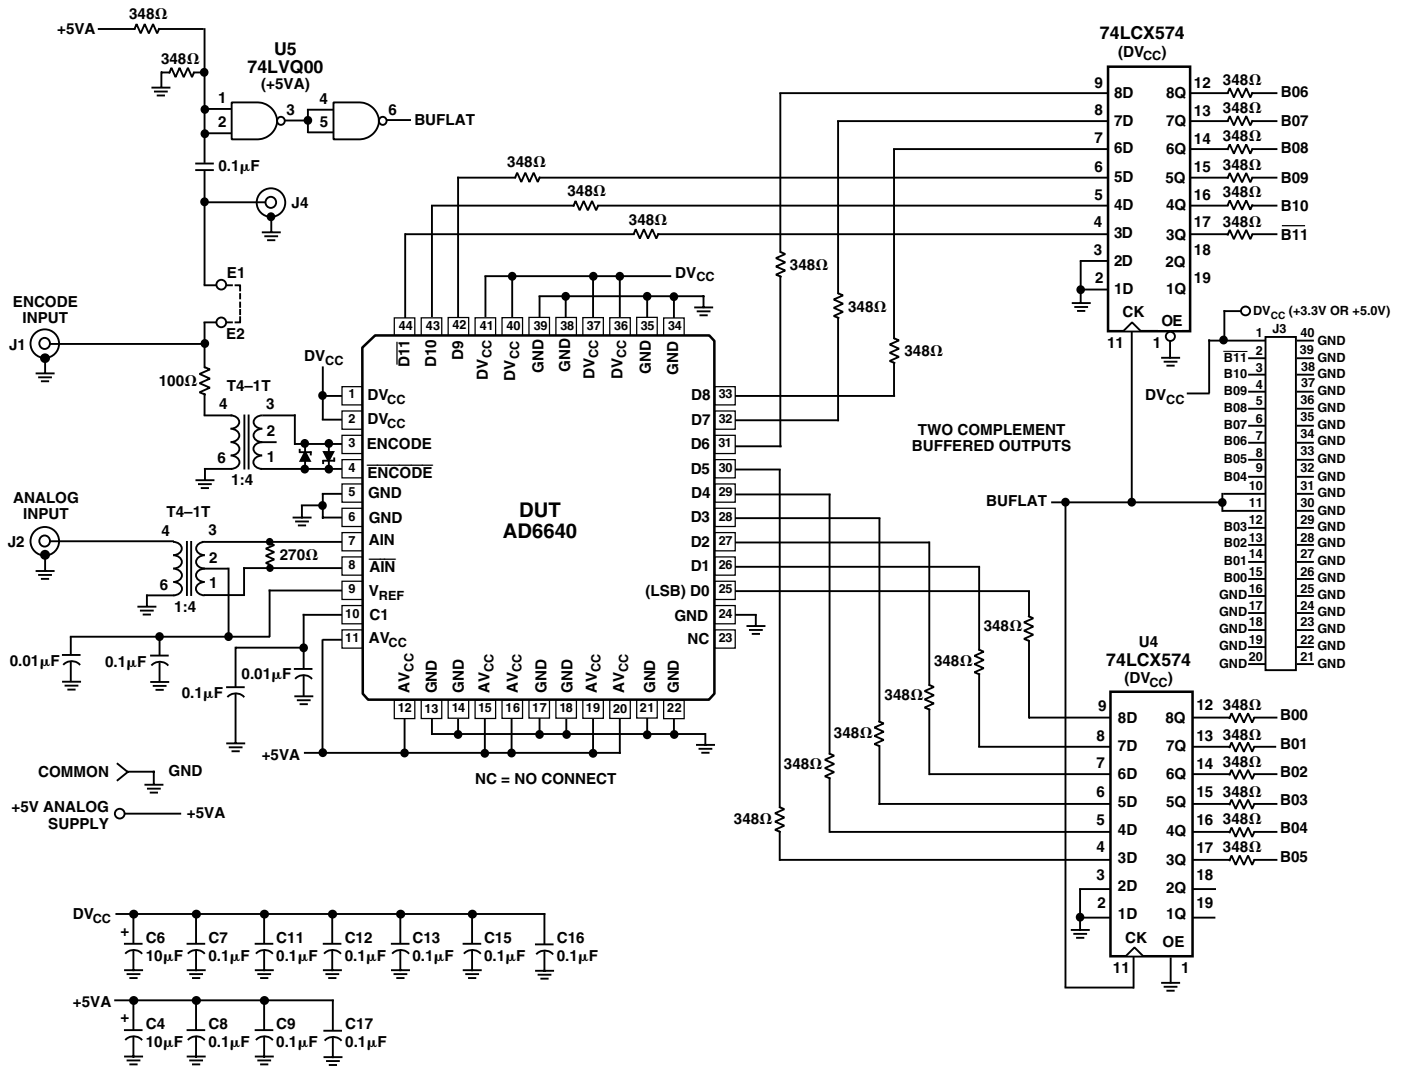 +5VA
348Ω
348Ω
U5
74LVQ00
(+5VA)
1
2
3
4
5
6
BUFLAT
0.1μF
J4
E1
E2
ENCODE
INPUT
J1
100Ω
T4–1T
4
3
2
6
1
1:4
ANALOG
INPUT
J2
T4–1T
4
3
2
6
1
1:4
270Ω
0.01μF
0.1μF
0.1μF
0.01μF
348Ω
348Ω
348Ω
DVCC
44
43
42
41
40
39
38
37
36
35
34
D11
D10
D9
DVCC
DVCC
GND
GND
DVCC
DVCC
GND
GND
DVCC
1 DVCC
2 DVCC
3 ENCODE
4 ENCODE
5 GND
6 GND
7 AIN
8 AIN
9 VREF
10 C1
11 AVCC
DUT
AD6640
D8 33
D7 32
D6 31
D5 30
D4 29
D3 28
D2 27
D1 26
(LSB) D0 25
GND 24
NC 23
AVCC
GND
GND
AVCC
AVCC
GND
GND
AVCC
AVCC
GND
GND
12
13
14
15
16
17
18
19
20
21
22
+5VA
NC = NO CONNECT
COMMON
GND
+5V ANALOG
SUPPLY
+5VA
348Ω
348Ω
348Ω
348Ω
348Ω
348Ω
348Ω
348Ω
348Ω
74LCX574
(DVCC)
9 8D 8Q 12 348Ω B06
8 7D 7Q 13 348Ω B07
7 6D 6Q 14 348Ω B08
6 5D 5Q 15 348Ω B09
5 4D 4Q 16 348Ω B10
4 3D 3Q 17 348Ω B11
3 2D 2Q 18
2 1D 1Q 19
CK
OE
11
1
TWO COMPLEMENT
BUFFERED OUTPUTS
BUFLAT
DVCC (+3.3V OR +5.0V)
J3
DVCC
1 40 GND
B11 2 39 GND
B10 3 38 GND
B09 4 37 GND
B08 5 36 GND
B07 6 35 GND
B06 7 34 GND
B05 8 33 GND
B04 9 32 GND
10 31 GND
11 30 GND
B03 12 29 GND
B02 13 28 GND
B01 14 27 GND
B00 15 26 GND
GND 16 25 GND
GND 17 24 GND
GND 18 23 GND
GND 19 22 GND
GND 20 21 GND
U4
74LCX574
(DVCC)
9 8D 8Q 12 348Ω B00
8 7D 7Q 13 348Ω B01
7 6D 6Q 14 348Ω B02
6 5D 5Q 15 348Ω B03
5 4D 4Q 16 348Ω B04
4 3D 3Q 17 348Ω B05
3 2D 2Q 18
2 1D 1Q 19
CK
OE
11
1
DVCC
+ C6
10μF
C7
0.1μF
C11
0.1μF
C12
0.1μF
C13
0.1μF
C15
0.1μF
C16
0.1μF
+5VA
+ C4
10μF
C8
0.1μF
C9
0.1μF
C17
0.1μF